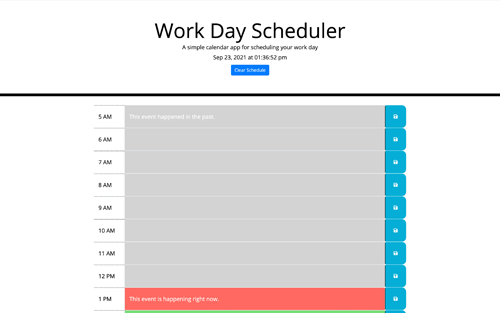 Work Day Scheduler
A simple calendar app for scheduling your work day
Sep 23, 2021 at 01:36:52 pm
Clear Schedule
5 AM This event happened in the past.
6 AM
7 AM
8 AM
9 AM
10 AM
11 AM
12 PM
1 PM This event is happening right now.